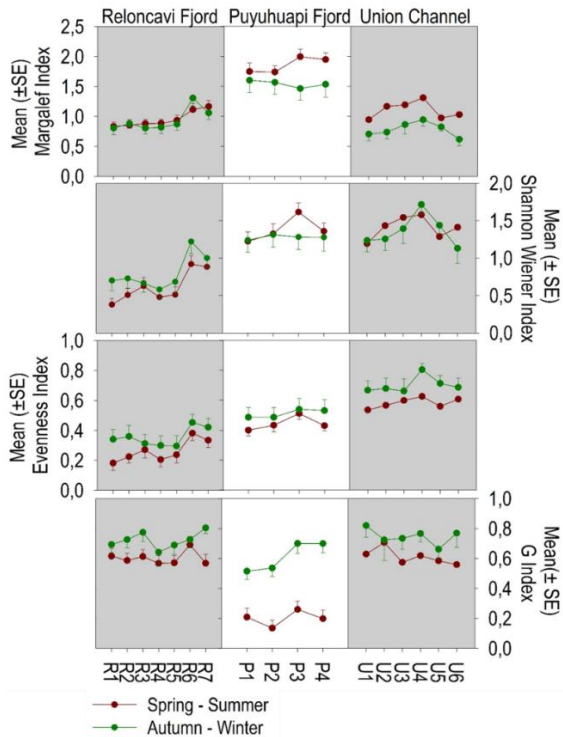 Reloncavi Fjord Puyuhuapi Fjord Union Channel
Mean (±SE)
Margalef Index
2,5
2,0
1,5
1,0
0,5
0,0
Mean (± SE)
Shannon Wiener Index
2,0
1,5
1,0
0,5
0,0
Mean (±SE)
Evenness Index
1,0
0,8
0,6
0,4
0,2
0,0
Mean(± SE)
G Index
1,0
0,8
0,6
0,4
0,2
0,0
R1 R2 R3 R4 R5 R6 R7 P1 P2 P3 P4 U1 U2 U3 U4 U5 U6
Spring - Summer
Autumn - Winter